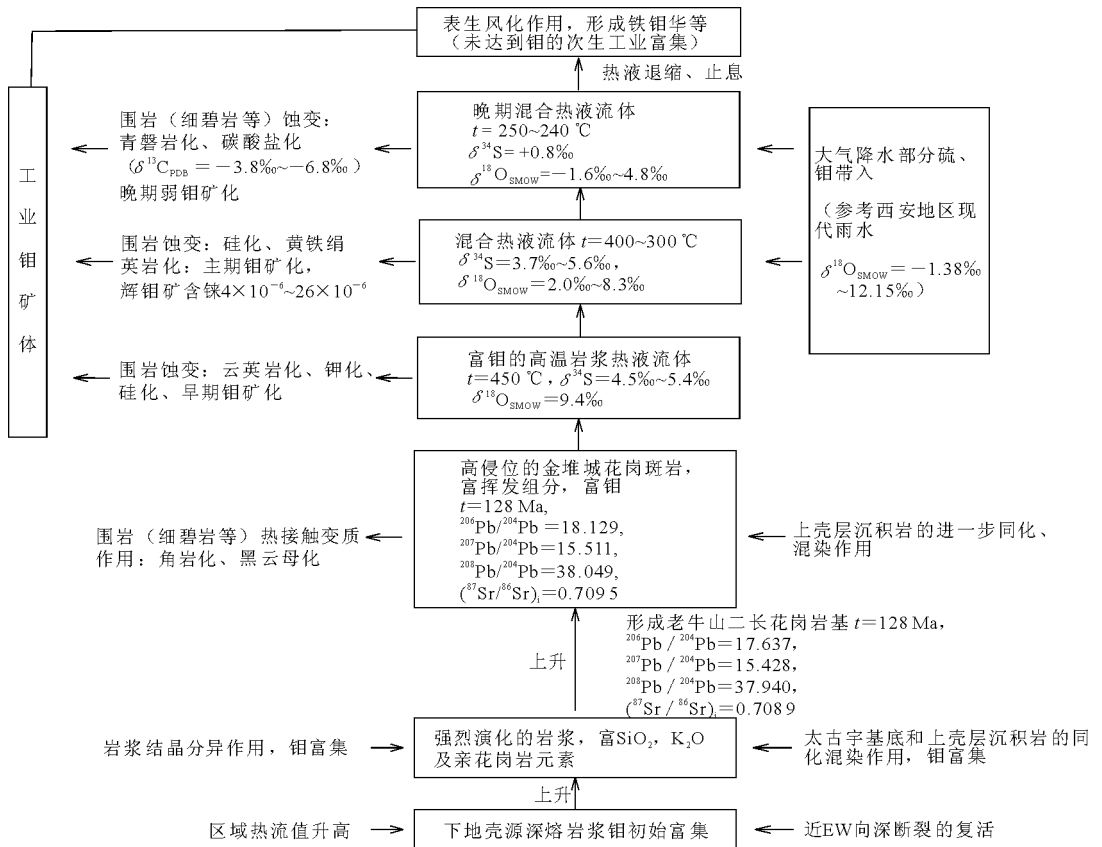 表生风化作用，形成铁钼华等
（未达到钼的次生工业富集）
热液退缩、止息
工
业
钼
矿
体
围岩（细碧岩等）蚀变：
青磐岩化、碳酸盐化
（δ¹³C_PDB＝－3.8‰~－6.8‰）
晚期弱钼矿化
晚期混合热液流体
t = 250~240 ℃
δ³⁴S=+0.8‰
δ¹⁸O_SMOW=－1.6‰~4.8‰
大气降水部分硫、
钼带入
（参考西安地区现
代雨水
δ¹⁸O_SMOW＝－1.38‰
~12.15‰）
围岩蚀变：硅化、黄铁绢
英岩化：主期钼矿化，
辉钼矿含铼4×10⁻⁶~26×10⁻⁶
混合热液流体 t＝400~300 ℃
δ³⁴S＝3.7‰~5.6‰，
δ¹⁸O_SMOW＝2.0‰~8.3‰
围岩蚀变：云英岩化、钾化、
硅化、早期钼矿化
富钼的高温岩浆热液流体
t＝450 ℃，δ³⁴S＝4.5‰~5.4‰
δ¹⁸O_SMOW＝9.4‰
围岩（细碧岩等）热接触变质
作用：角岩化、黑云母化
高侵位的金堆城花岗斑岩，
富挥发组分，富钼
t＝128 Ma,
²⁰⁶Pb/²⁰⁴Pb＝18.129,
²⁰⁷Pb/²⁰⁴Pb＝15.511,
²⁰⁸Pb/²⁰⁴Pb＝38.049,
(⁸⁷Sr/⁸⁶Sr)ᵢ＝0.7095
上壳层沉积岩的进一步同化、
混染作用
上升
形成老牛山二长花岗岩基 t＝128 Ma，
²⁰⁶Pb / ²⁰⁴Pb＝17.637，
²⁰⁷Pb / ²⁰⁴Pb＝15.428，
²⁰⁸Pb / ²⁰⁴Pb＝37.940，
(⁸⁷Sr / ⁸⁶Sr)ᵢ＝0.7089
岩浆结晶分异作用，钼富集
强烈演化的岩浆，富SiO₂，K₂O
及亲花岗岩元素
太古宇基底和上壳层沉积岩的同
化混染作用，钼富集
上升
区域热流值升高
下地壳源深熔岩浆钼初始富集
近EW向深断裂的复活